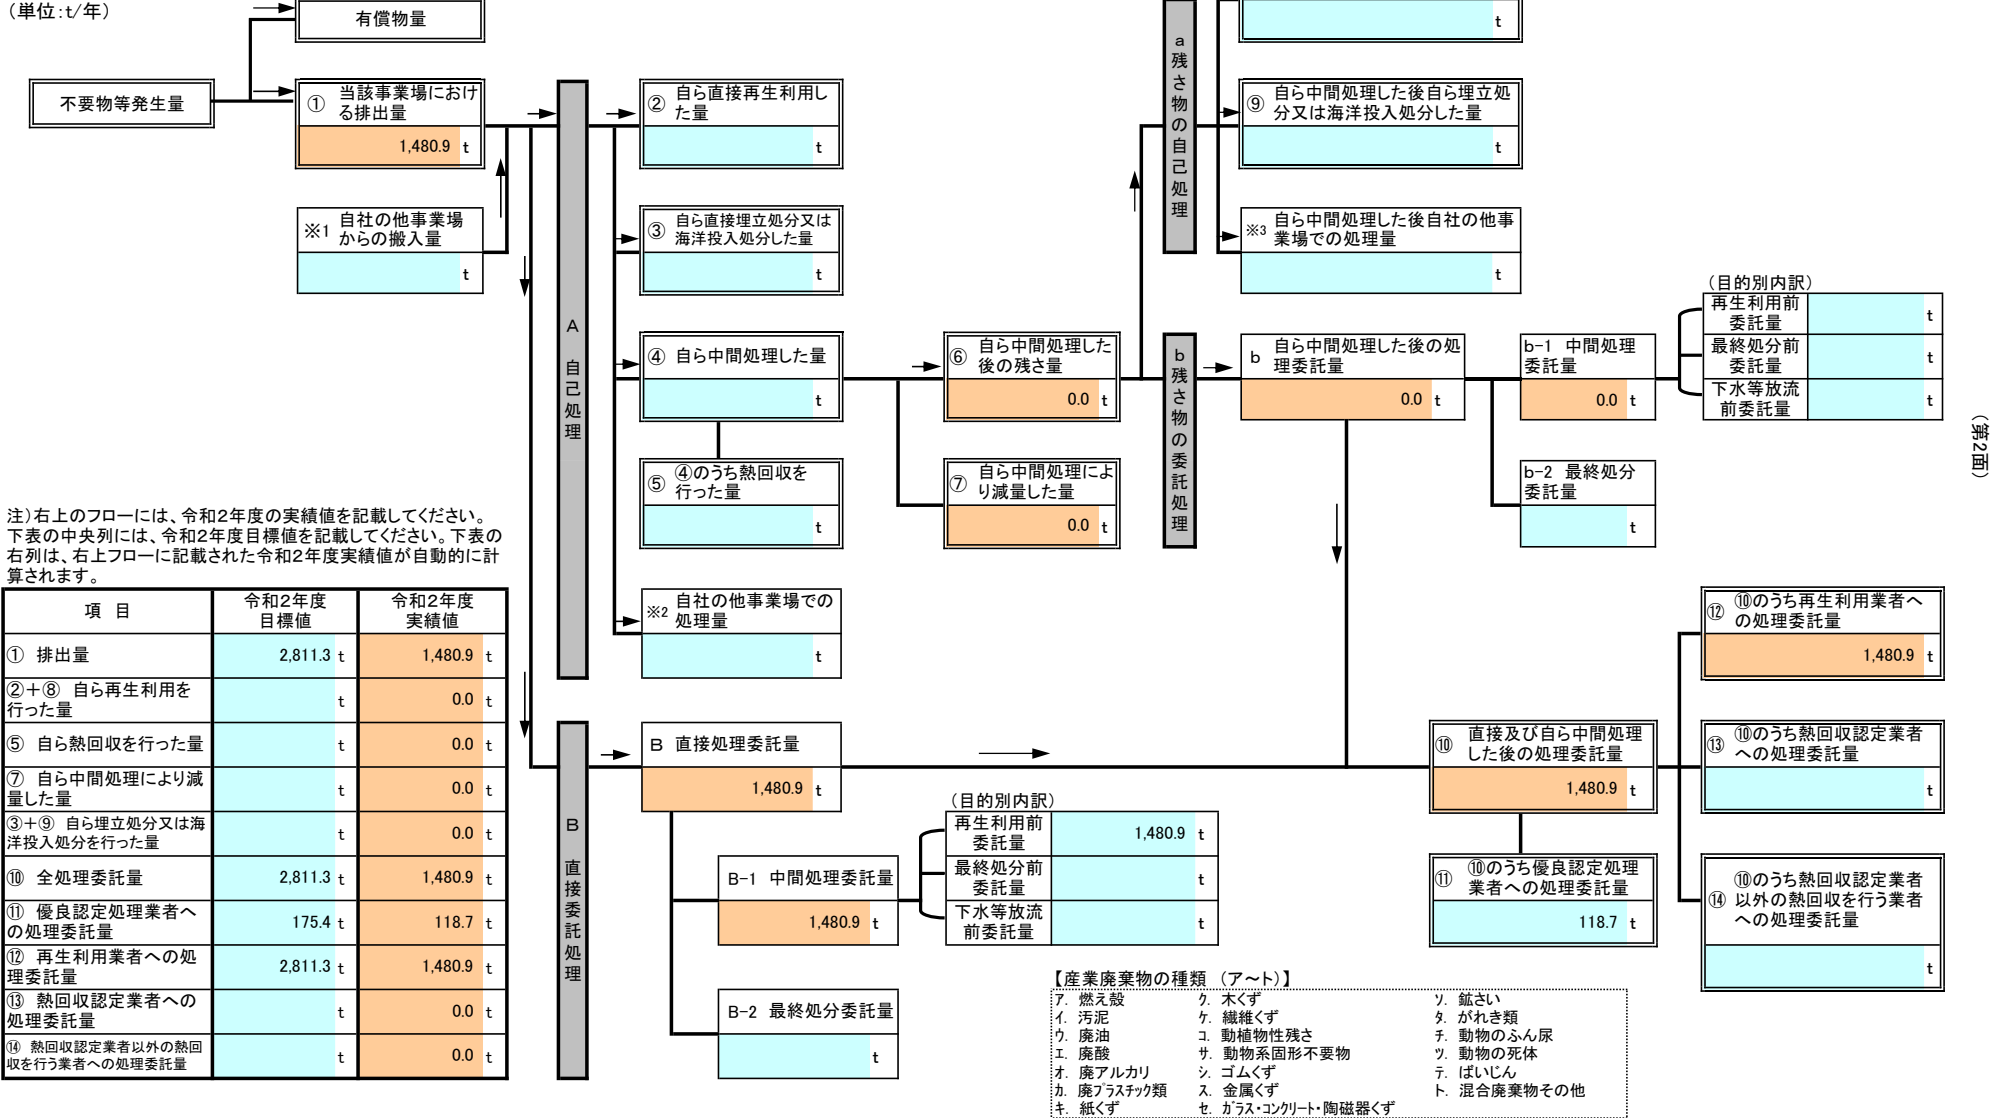 (単位:t/年)
有償物量
不要物等発生量
① 当該事業場におけ
る排出量
1,480.9 t
※1 自社の他事業場
からの搬入量
t
A 自己処理
② 自ら直接再生利用し
た量
t
③ 自ら直接埋立処分又は
海洋投入処分した量
t
④ 自ら中間処理した量
t
⑤ ④のうち熱回収を
行った量
t
※2 自社の他事業場での
処理量
t
⑥ 自ら中間処理した
後の残さ量
0.0 t
⑦ 自ら中間処理によ
り減量した量
0.0 t
a 残さ物の自己処理
t
⑨ 自ら中間処理した後自ら埋立処
分又は海洋投入処分した量
t
※3 自ら中間処理した後自社の他事
業場での処理量
t
b 残さ物の委託処理
b 自ら中間処理した後の処
理委託量
0.0 t
b-1 中間処理
委託量
0.0 t
b-2 最終処分
委託量
t
(目的別内訳)
再生利用前
委託量
t
最終処分前
委託量
t
下水等放流
前委託量
t
(第2面)
注)右上のフローには、令和2年度の実績値を記載してください。
下表の中央列には、令和2年度目標値を記載してください。下表の
右列は、右上フローに記載された令和2年度実績値が自動的に計
算されます。
項 目 令和2年度目標値 令和2年度実績値
① 排出量 2,811.3 t 1,480.9 t
②+⑧ 自ら再生利用を
行った量 t 0.0 t
⑤ 自ら熱回収を行った量 t 0.0 t
⑦ 自ら中間処理により減
量した量 t 0.0 t
③+⑨ 自ら埋立処分又は海
洋投入処分を行った量 t 0.0 t
⑩ 全処理委託量 2,811.3 t 1,480.9 t
⑪ 優良認定処理業者へ
の処理委託量 175.4 t 118.7 t
⑫ 再生利用業者への処
理委託量 2,811.3 t 1,480.9 t
⑬ 熱回収認定業者への
処理委託量 t 0.0 t
⑭ 熱回収認定業者以外の熱回
収を行う業者への処理委託量 t 0.0 t
B 直接委託処理
B 直接処理委託量
1,480.9 t
B-1 中間処理委託量
1,480.9 t
B-2 最終処分委託量
t
(目的別内訳)
再生利用前
委託量
1,480.9 t
最終処分前
委託量
t
下水等放流
前委託量
t
⑩ 直接及び自ら中間処理
した後の処理委託量
1,480.9 t
⑪ ⑩のうち優良認定処理
業者への処理委託量
118.7 t
⑫ ⑩のうち再生利用業者へ
の処理委託量
1,480.9 t
⑬ ⑩のうち熱回収認定業者
への処理委託量
t
⑭ ⑩のうち熱回収認定業者
以外の熱回収を行う業者
への処理委託量
t
【産業廃棄物の種類 (ア~ト)】
ア. 燃え殻 ク. 木くず ソ. 鉱さい
イ. 汚泥 ケ. 繊維くず タ. がれき類
ウ. 廃油 コ. 動植物性残さ チ. 動物のふん尿
エ. 廃酸 サ. 動物系固形不要物 ツ. 動物の死体
オ. 廃アルカリ シ. ゴムくず テ. ばいじん
カ. 廃プラスチック類 ス. 金属くず ト. 混合廃棄物その他
キ. 紙くず セ. ガラス・コンクリート・陶磁器くず